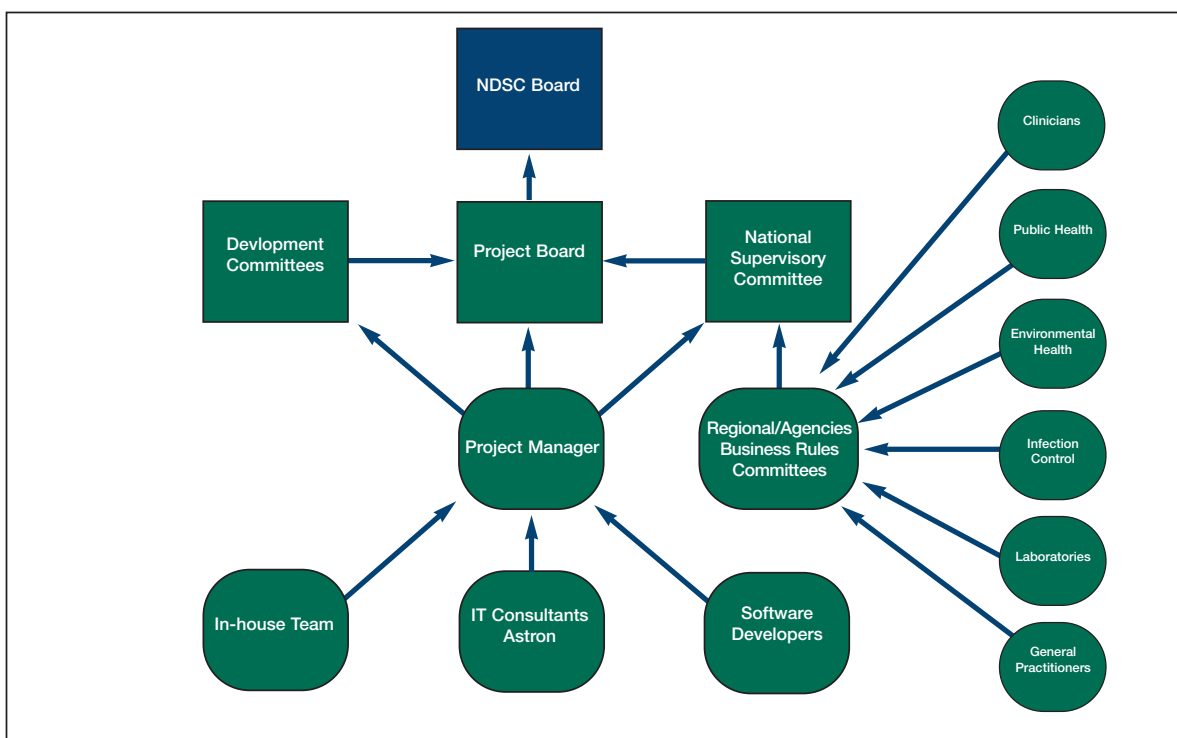 NDSC Board
Clinicians
Public Health
Devlopment
Committees
Project Board
National
Supervisory
Committee
Environmental
Health
Project Manager
Regional/Agencies
Business Rules
Committees
Infection
Control
Laboratories
In-house Team
IT Consultants
Astron
Software
Developers
General
Practitioners